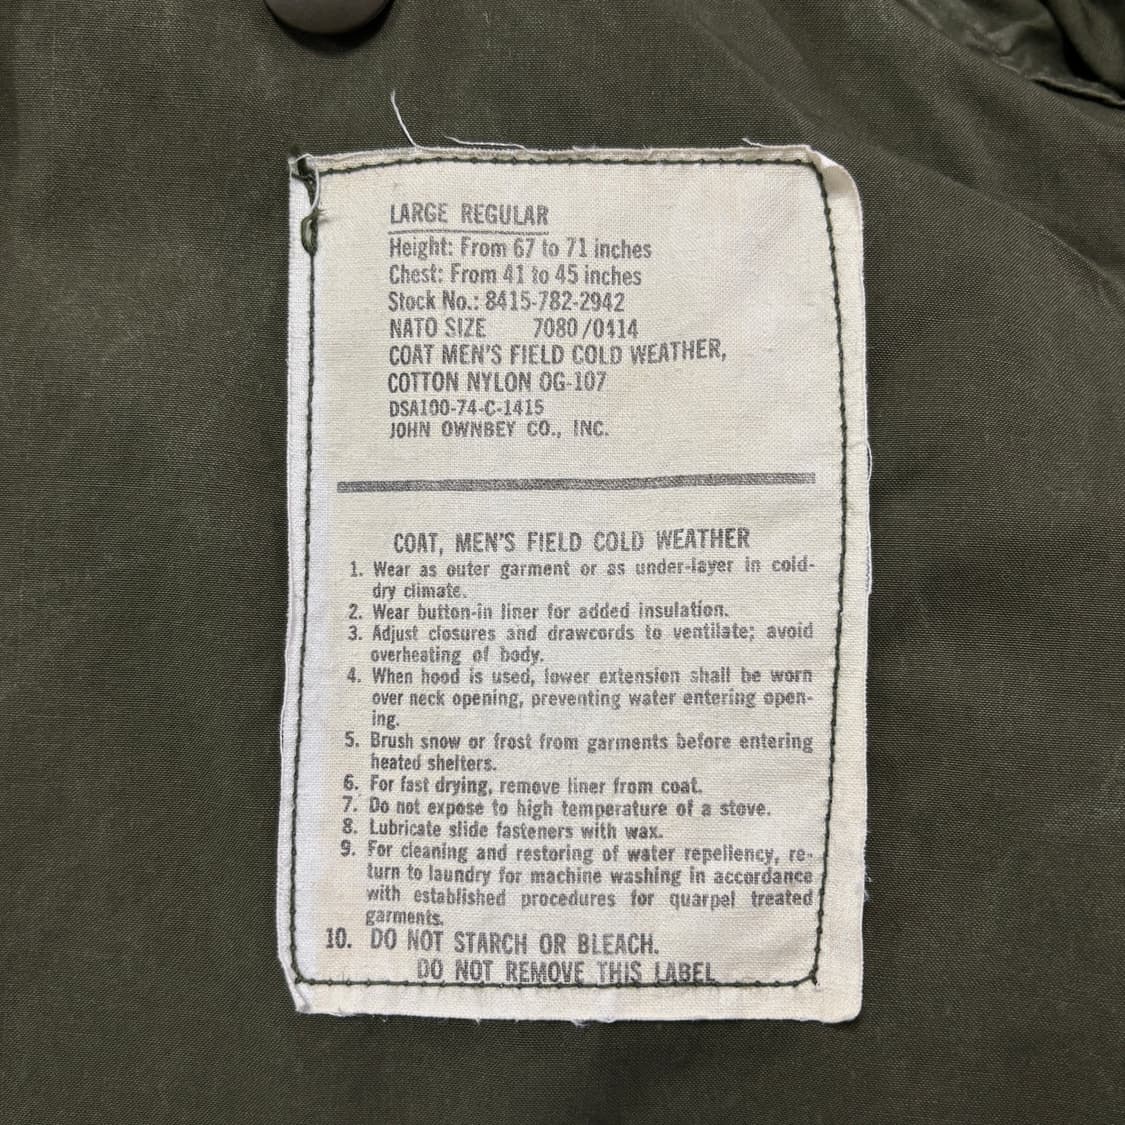 LARGE REGULAR
Height: From 67 to 71 inches
Chest: From 41 to 45 inches
Stock No.: 8415-782-2942
NATO SIZE 7080/0414
COAT MEN'S FIELD COLD WEATHER,
COTTON NYLON OG-107
DSA100-74-C-1415
JOHN OWNBEY CO., INC.
COAT, MEN'S FIELD COLD WEATHER
1. Wear as outer garment or as under-layer in cold-
dry climate.
2. Wear button-in liner for added insulation.
3. Adjust closures and drawcords to ventilate; avoid
overheating of body.
4. When hood is used, lower extension shall be worn
over neck opening, preventing water entering open-
ing.
5. Brush snow or frost from garments before entering
heated shelters.
6. For fast drying, remove liner from coat.
7. Do not expose to high temperature of a stove.
8. Lubricate slide fasteners with wax.
9. For cleaning and restoring of water repellency, re-
turn to laundry for machine washing in accordance
with established procedures for quarpel treated
garments.
10. DO NOT STARCH OR BLEACH.
DO NOT REMOVE THIS LABEL